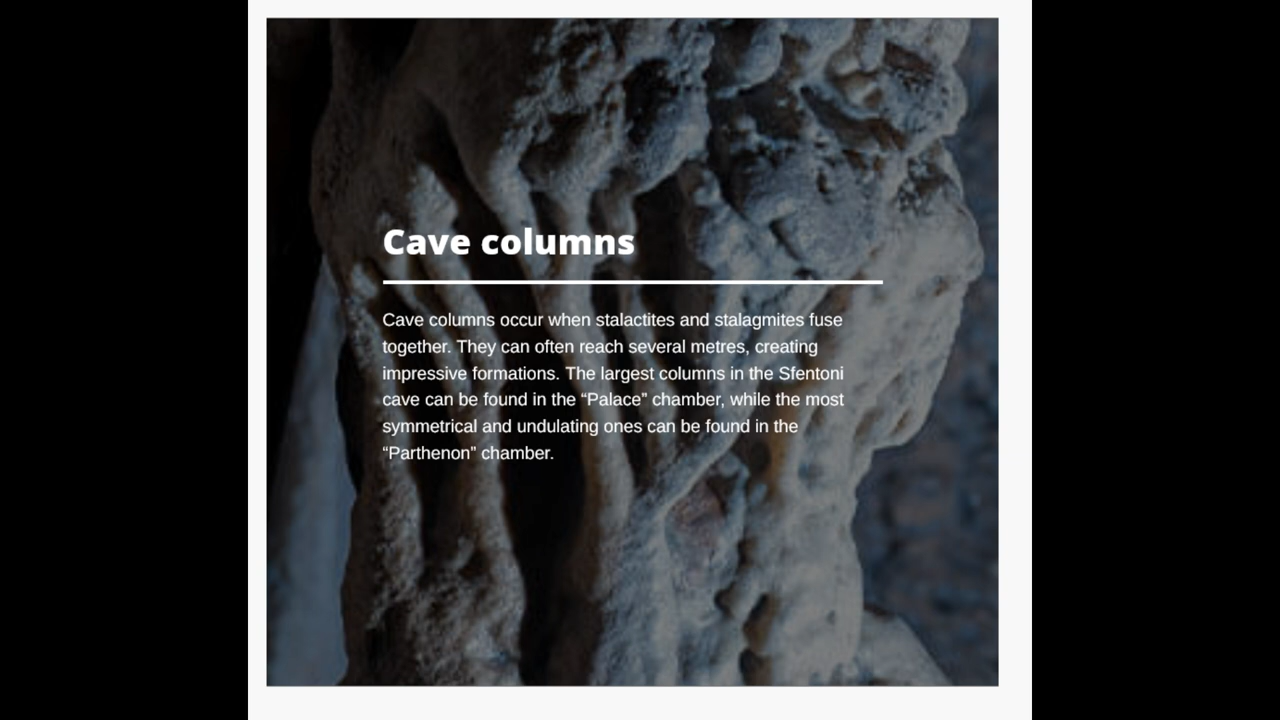 Cave columns
Cave columns occur when stalactites and stalagmites fuse
together. They can often reach several metres, creating
impressive formations. The largest columns in the Sfentoni
cave can be found in the “Palace” chamber, while the most
symmetrical and undulating ones can be found in the
“Parthenon” chamber.